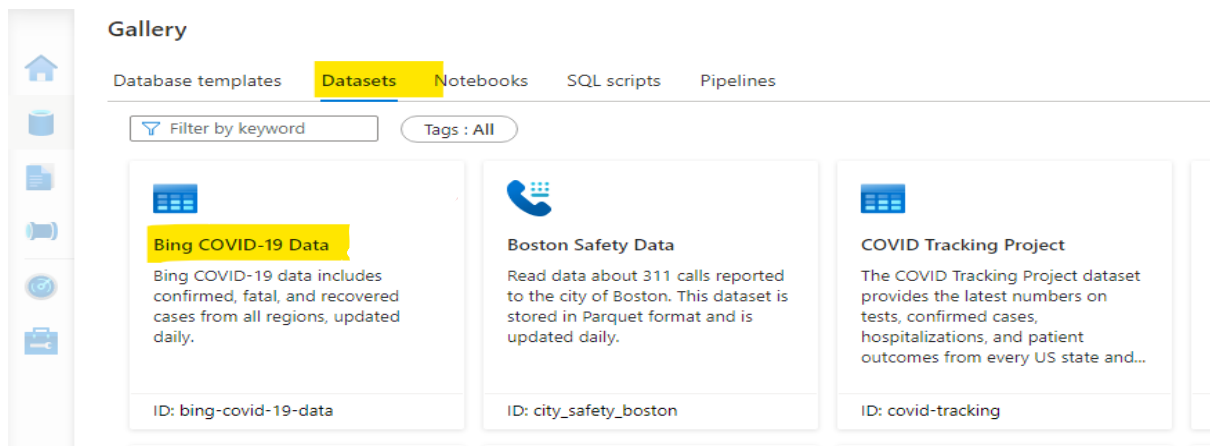 Gallery
Database templates
Datasets
Notebooks
SQL scripts
Pipelines
Filter by keyword
Tags : All
Bing COVID-19 Data
Bing COVID-19 data includes
confirmed, fatal, and recovered
cases from all regions, updated
daily.
ID: bing-covid-19-data
Boston Safety Data
Read data about 311 calls reported
to the city of Boston. This dataset is
stored in Parquet format and is
updated daily.
ID: city_safety_boston
COVID Tracking Project
The COVID Tracking Project dataset
provides the latest numbers on
tests, confirmed cases,
hospitalizations, and patient
outcomes from every US state and...
ID: covid-tracking